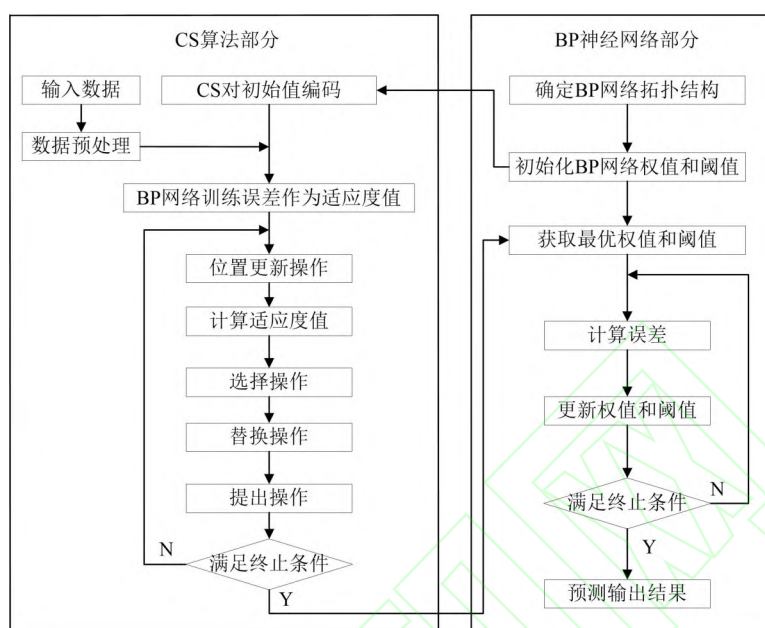 CS算法部分
输入数据
CS对初始值编码
数据预处理
BP网络训练误差作为适应度值
位置更新操作
计算适应度值
选择操作
替换操作
提出操作
N
满足终止条件
Y
BP神经网络部分
确定BP网络拓扑结构
初始化BP网络权值和阈值
获取最优权值和阈值
计算误差
更新权值和阈值
满足终止条件
N
Y
预测输出结果